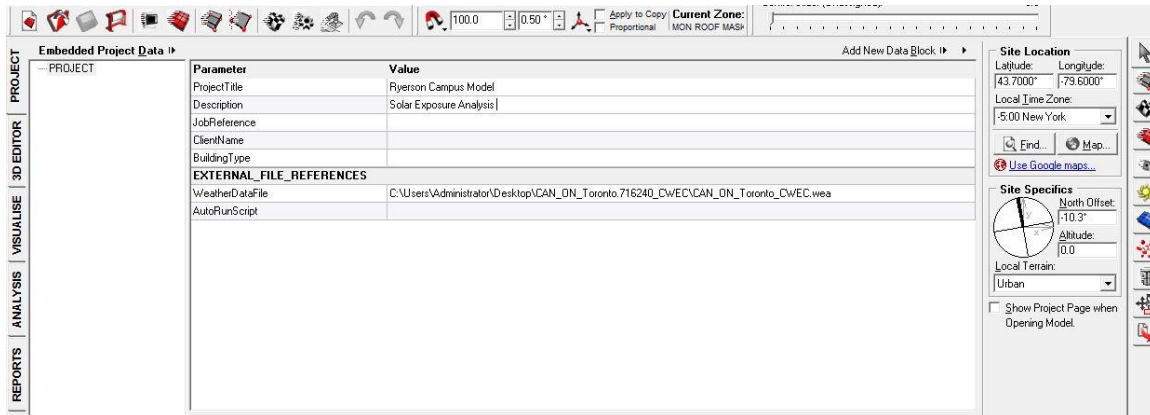 100.0
0.50 °
Apply to Copy
Proportional
Current Zone:
MON ROOF MASK
PROJECT
3D EDITOR
VISUALISE
ANALYSIS
REPORTS
Embedded Project Data
Add New Data Block
PROJECT
Parameter Value
ProjectTitle Ryerson Campus Model
Description Solar Exposure Analysis
JobReference
ClientName
BuildingType
EXTERNAL_FILE_REFERENCES
WeatherDataFile C:\Users\Administrator\Desktop\CAN_ON_Toronto.716240_CWEC\CAN_ON_Toronto_CWEC.wea
AutoRunScript
Site Location
Latitude: Longitude:
43.7000° -79.6000°
Local Time Zone:
-5:00 New York
Find... Map...
Use Google maps...
Site Specifics
North Offset:
-10.3°
Altitude:
0.0
y
x
Local Terrain:
Urban
Show Project Page when
Opening Model.